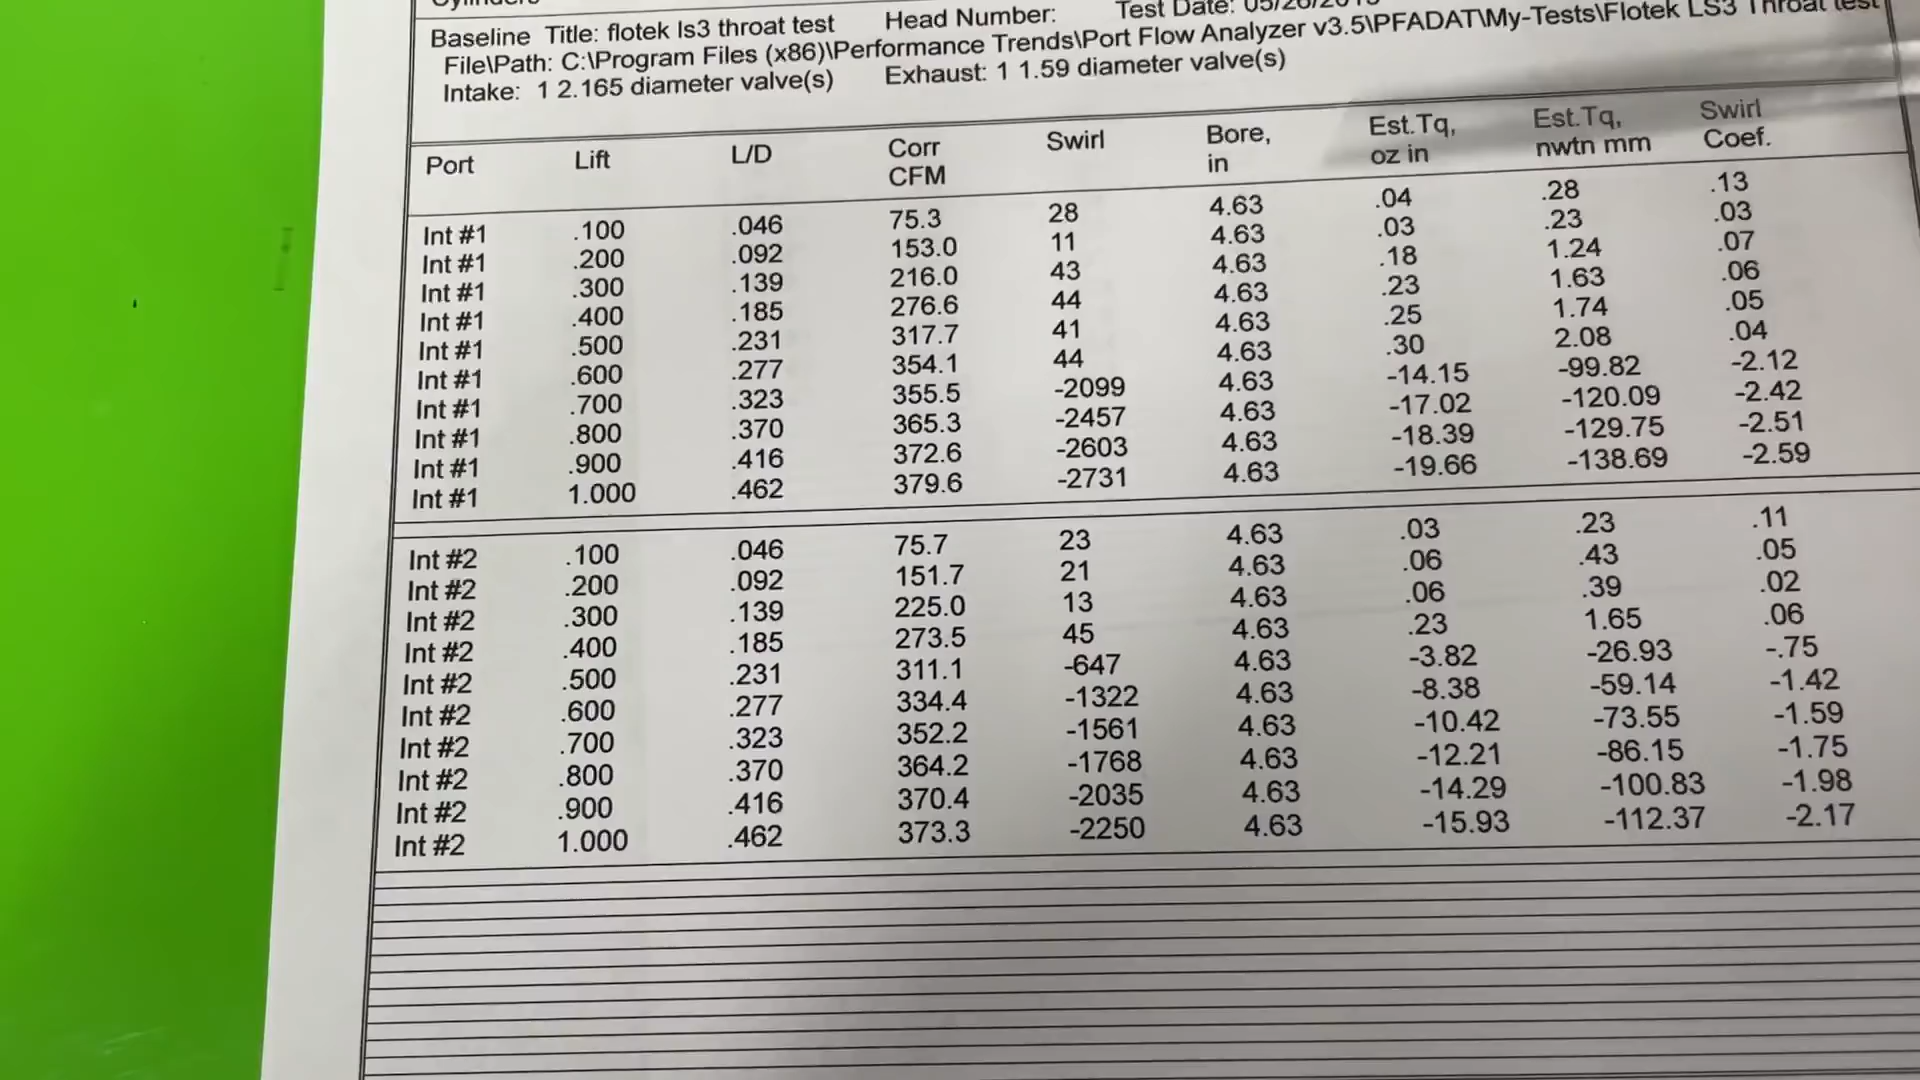 Cylinders
Baseline Title: flotek ls3 throat test Head Number: Test Date:
File\Path: C:\Program Files (x86)\Performance Trends\Port Flow Analyzer v3.5\PFADAT\My-Tests\Flotek LS3 Throat test
Intake: 1 2.165 diameter valve(s) Exhaust: 1 1.59 diameter valve(s)
Port Lift L/D Corr CFM Swirl Bore, in Est.Tq, oz in Est.Tq, nwtn mm Swirl Coef.
Int #1 .100 .046 75.3 28 4.63 .04 .28 .13
Int #1 .200 .092 153.0 11 4.63 .03 .23 .03
Int #1 .300 .139 216.0 43 4.63 .18 1.24 .07
Int #1 .400 .185 276.6 44 4.63 .23 1.63 .06
Int #1 .500 .231 317.7 41 4.63 .25 1.74 .05
Int #1 .600 .277 354.1 44 4.63 .30 2.08 .04
Int #1 .700 .323 355.5 -2099 4.63 -14.15 -99.82 -2.12
Int #1 .800 .370 365.3 -2457 4.63 -17.02 -120.09 -2.42
Int #1 .900 .416 372.6 -2603 4.63 -18.39 -129.75 -2.51
Int #1 1.000 .462 379.6 -2731 4.63 -19.66 -138.69 -2.59
Int #2 .100 .046 75.7 23 4.63 .03 .23 .11
Int #2 .200 .092 151.7 21 4.63 .06 .43 .05
Int #2 .300 .139 225.0 13 4.63 .06 .39 .02
Int #2 .400 .185 273.5 45 4.63 .23 1.65 .06
Int #2 .500 .231 311.1 -647 4.63 -3.82 -26.93 -.75
Int #2 .600 .277 334.4 -1322 4.63 -8.38 -59.14 -1.42
Int #2 .700 .323 352.2 -1561 4.63 -10.42 -73.55 -1.59
Int #2 .800 .370 364.2 -1768 4.63 -12.21 -86.15 -1.75
Int #2 .900 .416 370.4 -2035 4.63 -14.29 -100.83 -1.98
Int #2 1.000 .462 373.3 -2250 4.63 -15.93 -112.37 -2.17